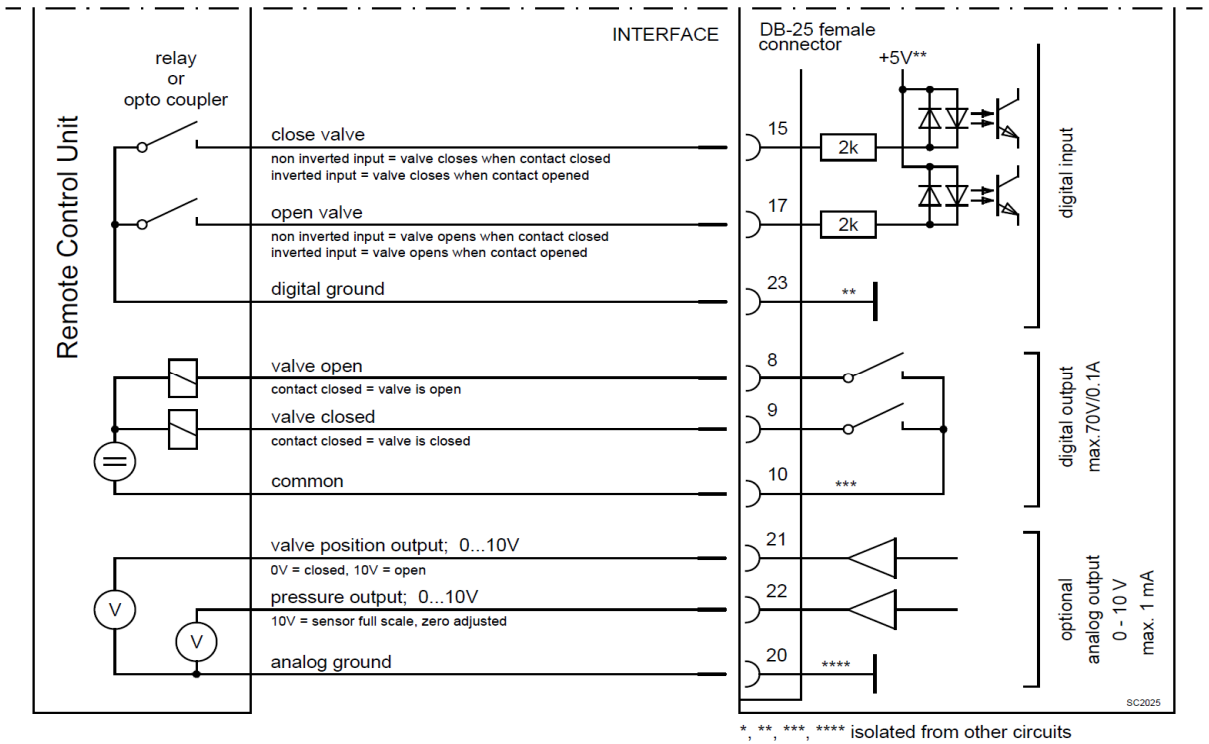 INTERFACE
DB-25 female
connector
+5V**
relay
or
opto coupler
Remote Control Unit
close valve
non inverted input = valve closes when contact closed
inverted input = valve closes when contact opened
15
2k
open valve
non inverted input = valve opens when contact closed
inverted input = valve opens when contact opened
17
2k
digital ground
23
**
digital input
valve open
contact closed = valve is open
8
valve closed
contact closed = valve is closed
9
common
10
***
digital output
max.70V/0.1A
valve position output; 0...10V
0V = closed, 10V = open
21
V
pressure output; 0...10V
10V = sensor full scale, zero adjusted
22
V
analog ground
20
****
optional
analog output
0 - 10 V
max. 1 mA
SC2025
*, **, ***, **** isolated from other circuits